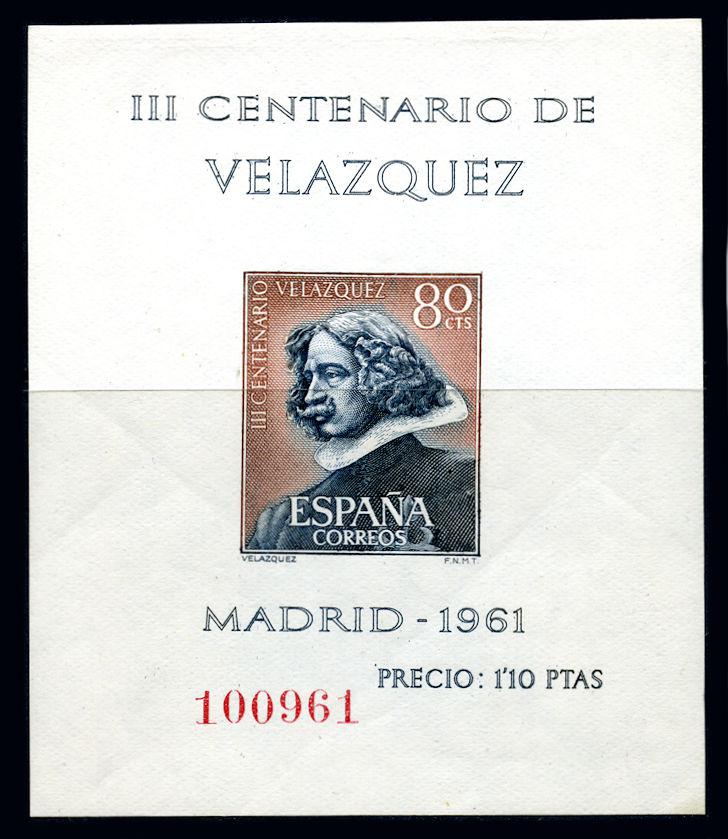 III CENTENARIO DE
VELAZQUEZ
III CENTENARIO VELAZQUEZ
80
CTS
ESPAÑA
CORREOS
VELAZQUEZ F.N.M.T.
MADRID - 1961
PRECIO: 1'10 PTAS
100961